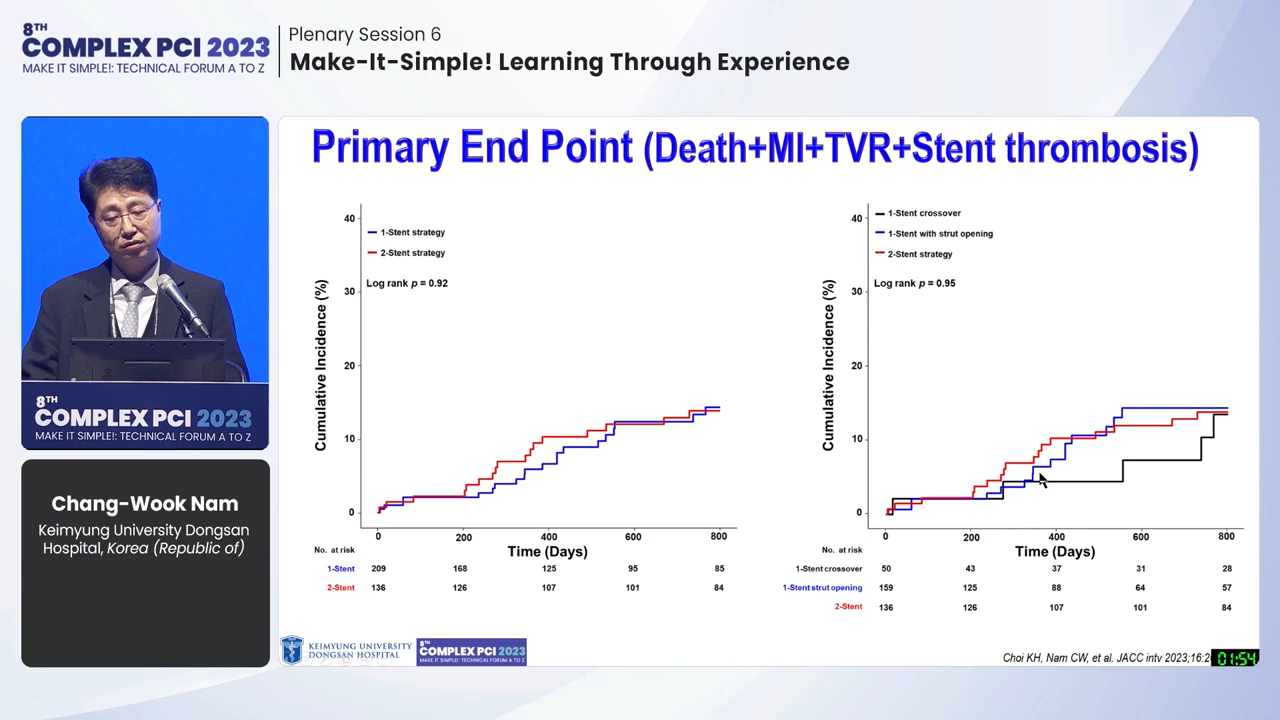 8TH
COMPLEX PCI 2023
MAKE IT SIMPLE!: TECHNICAL FORUM A TO Z
Plenary Session 6
Make-It-Simple! Learning Through Experience
8TH
COMPLEX PCI 2023
MAKE IT SIMPLE!: TECHNICAL FORUM A TO Z
Chang-Wook Nam
Keimyung University Dongsan
Hospital, Korea (Republic of)
Primary End Point (Death+MI+TVR+Stent thrombosis)
Cumulative Incidence (%)
40
30
20
10
0
1-Stent strategy
2-Stent strategy
Log rank p = 0.92
0 200 400 600 800
Time (Days)
No. at risk
1-Stent 209 168 125 95 85
2-Stent 136 126 107 101 84
Cumulative Incidence (%)
40
30
20
10
0
1-Stent crossover
1-Stent with strut opening
2-Stent strategy
Log rank p = 0.95
0 200 400 600 800
Time (Days)
No. at risk
1-Stent crossover 50 43 37 31 28
1-Stent strut opening 159 125 88 64 57
2-Stent 136 126 107 101 84
KEIMYUNG UNIVERSITY
DONGSAN HOSPITAL
8TH
COMPLEX PCI 2023
MAKE IT SIMPLE!: TECHNICAL FORUM A TO Z
Choi KH, Nam CW, et al. JACC intv 2023;16:2
01:54